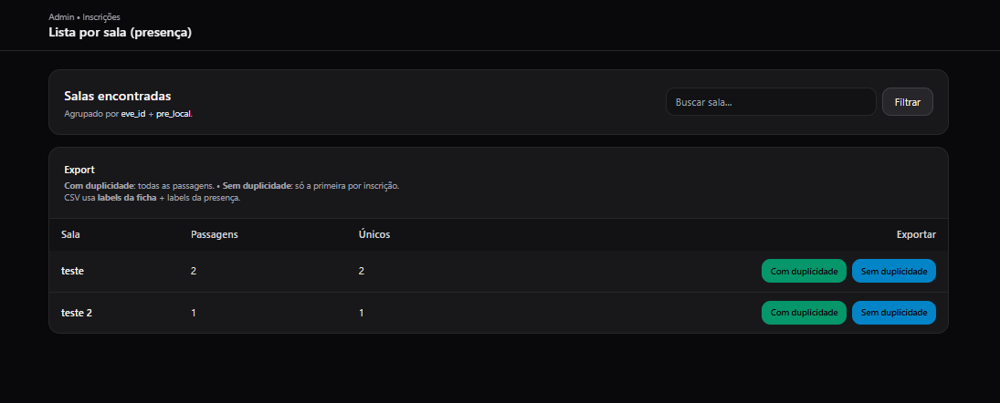 Admin • Inscrições
Lista por sala (presença)
Salas encontradas
Agrupado por eve_id + pre_local.
Buscar sala...
Filtrar
Export
Com duplicidade: todas as passagens. • Sem duplicidade: só a primeira por inscrição.
CSV usa labels da ficha + labels da presença.
Sala Passagens Únicos Exportar
teste 2 2 Com duplicidade Sem duplicidade
teste 2 1 1 Com duplicidade Sem duplicidade